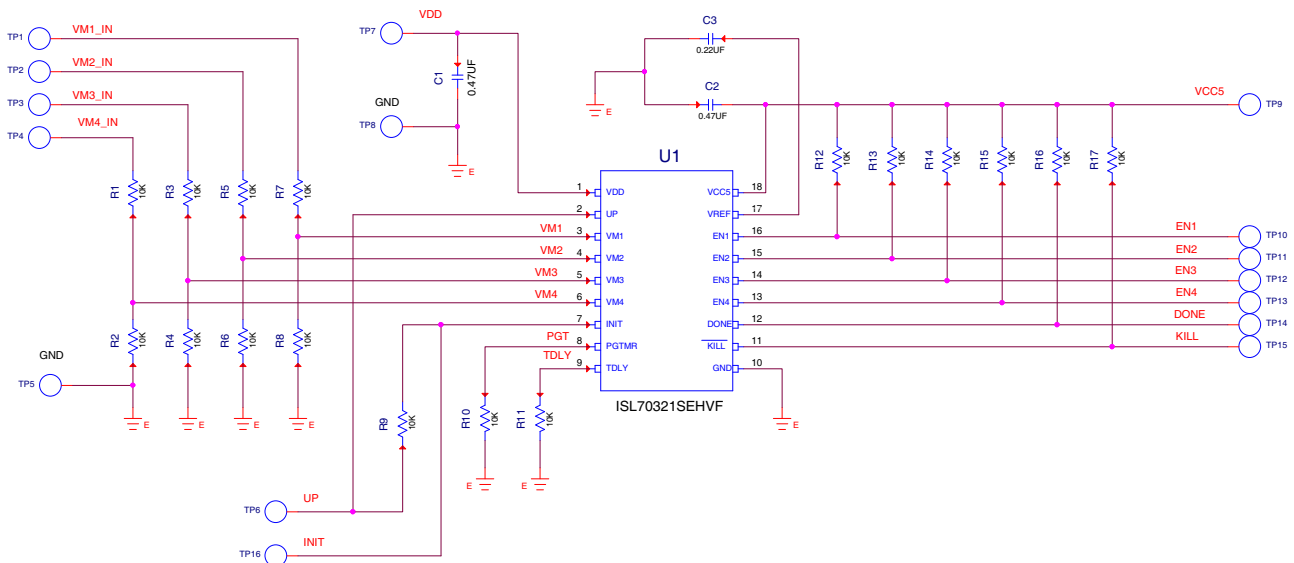 TP1 VM1_IN
TP2 VM2_IN
TP3 VM3_IN
TP4 VM4_IN
VDD
TP7
C1
0.47UF
GND
TP8
E
C3
0.22UF
C2
0.47UF
E
VCC5
TP9
R1 10K
R3 10K
R5 10K
R7 10K
R12 10K
R13 10K
R14 10K
R15 10K
R16 10K
R17 10K
U1
1 VDD
2 UP
VM1 3 VM1
VM2 4 VM2
VM3 5 VM3
VM4 6 VM4
7 INIT
PGT 8 PGTMR
TDLY 9 TDLY
VCC5 18
VREF 17
EN1 16 EN1 TP10
EN2 15 EN2 TP11
EN3 14 EN3 TP12
EN4 13 EN4 TP13
DONE 12 DONE TP14
KILL 11 KILL TP15
GND 10
ISL70321SEHVF
R2 10K
R4 10K
R6 10K
R8 10K
GND
TP5
E
E
E
E
R9 10K
R10 10K
R11 10K
E
E
E
TP6 UP
TP16 INIT